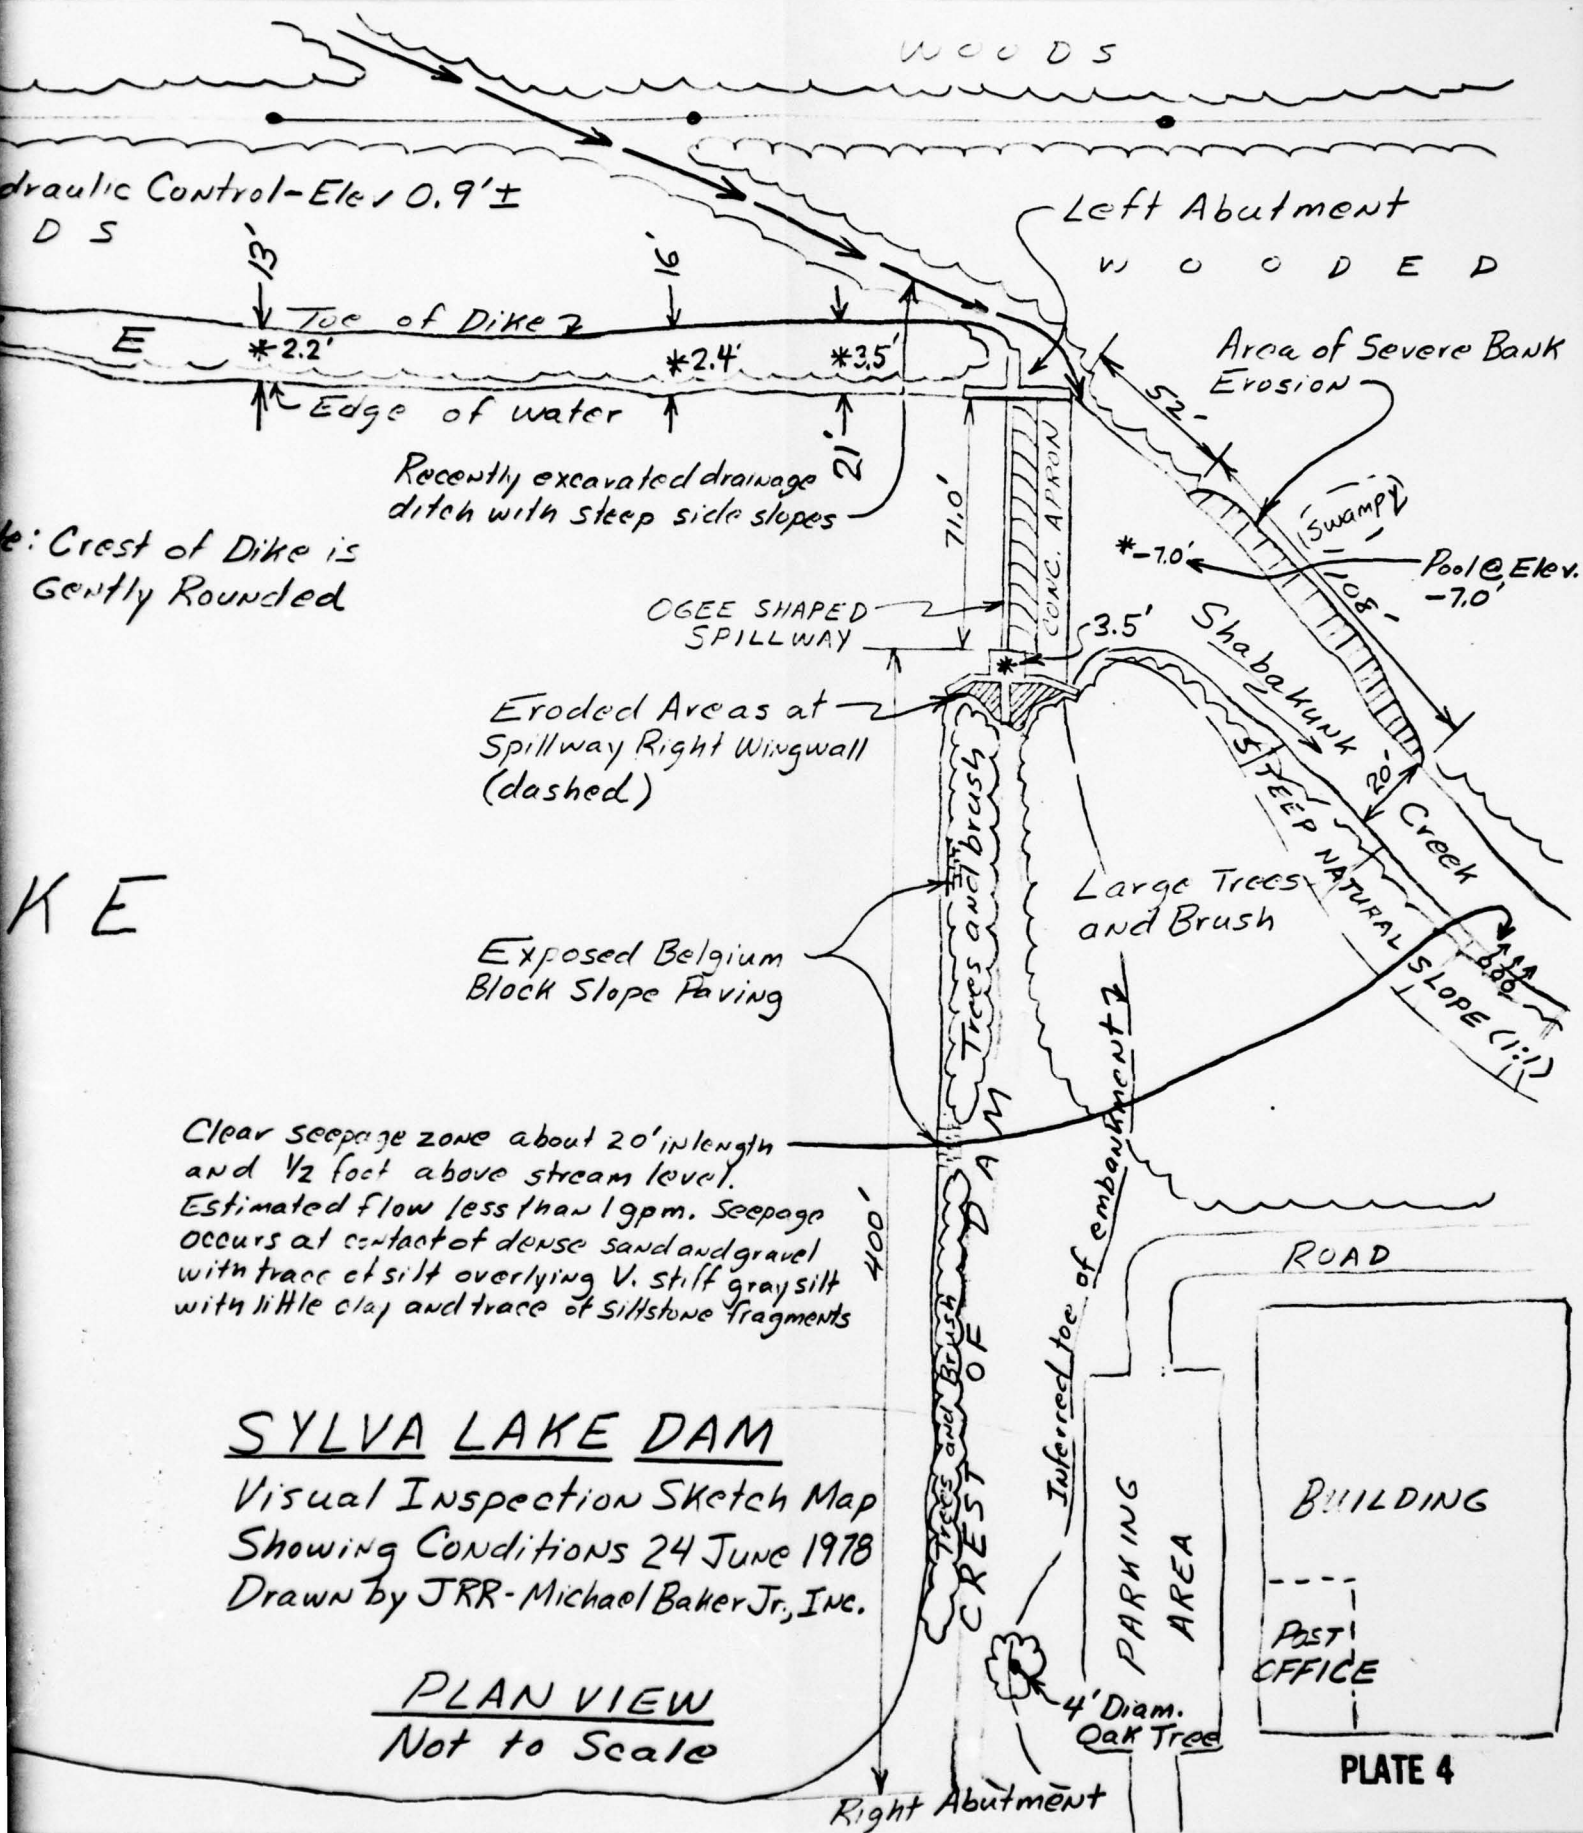 WOODS
draulic Control-Elev 0.9'±
D S
13'
16'
Left Abutment
WOODED
Toe of Dike
E
*2.2'
*2.4'
*3.5'
Edge of water
21'
Area of Severe Bank
Erosion
52'
Recently excavated drainage
ditch with steep side slopes
71.0'
CONC. APRON
(Swampy)
e: Crest of Dike is
Gently Rounded
*-7.0'
Pool @ Elev.
-7.0'
108'
OGEE SHAPED
SPILLWAY
3.5'
*
Shabakunk
Creek
20'
Eroded Areas at
Spillway Right Wingwall
(dashed)
STEEP NATURAL SLOPE (1:1)
Trees and brush
Large Trees
and Brush
KE
Exposed Belgium
Block Slope Paving
Clear seepage zone about 20' in length
and 1/2 foot above stream level.
Estimated flow less than 1 gpm. Seepage
occurs at contact of dense sand and gravel
with trace of silt overlying V. stiff gray silt
with little clay and trace of siltstone fragments
400'
CREST OF DAM
Trees and Brush
Inferred toe of embankment
ROAD
SYLVA LAKE DAM
Visual Inspection Sketch Map
Showing Conditions 24 June 1978
Drawn by JRR-Michael Baker Jr., Inc.
PARKING
AREA
BUILDING
POST
OFFICE
PLAN VIEW
Not to Scale
4' Diam.
Oak Tree
PLATE 4
Right Abutment